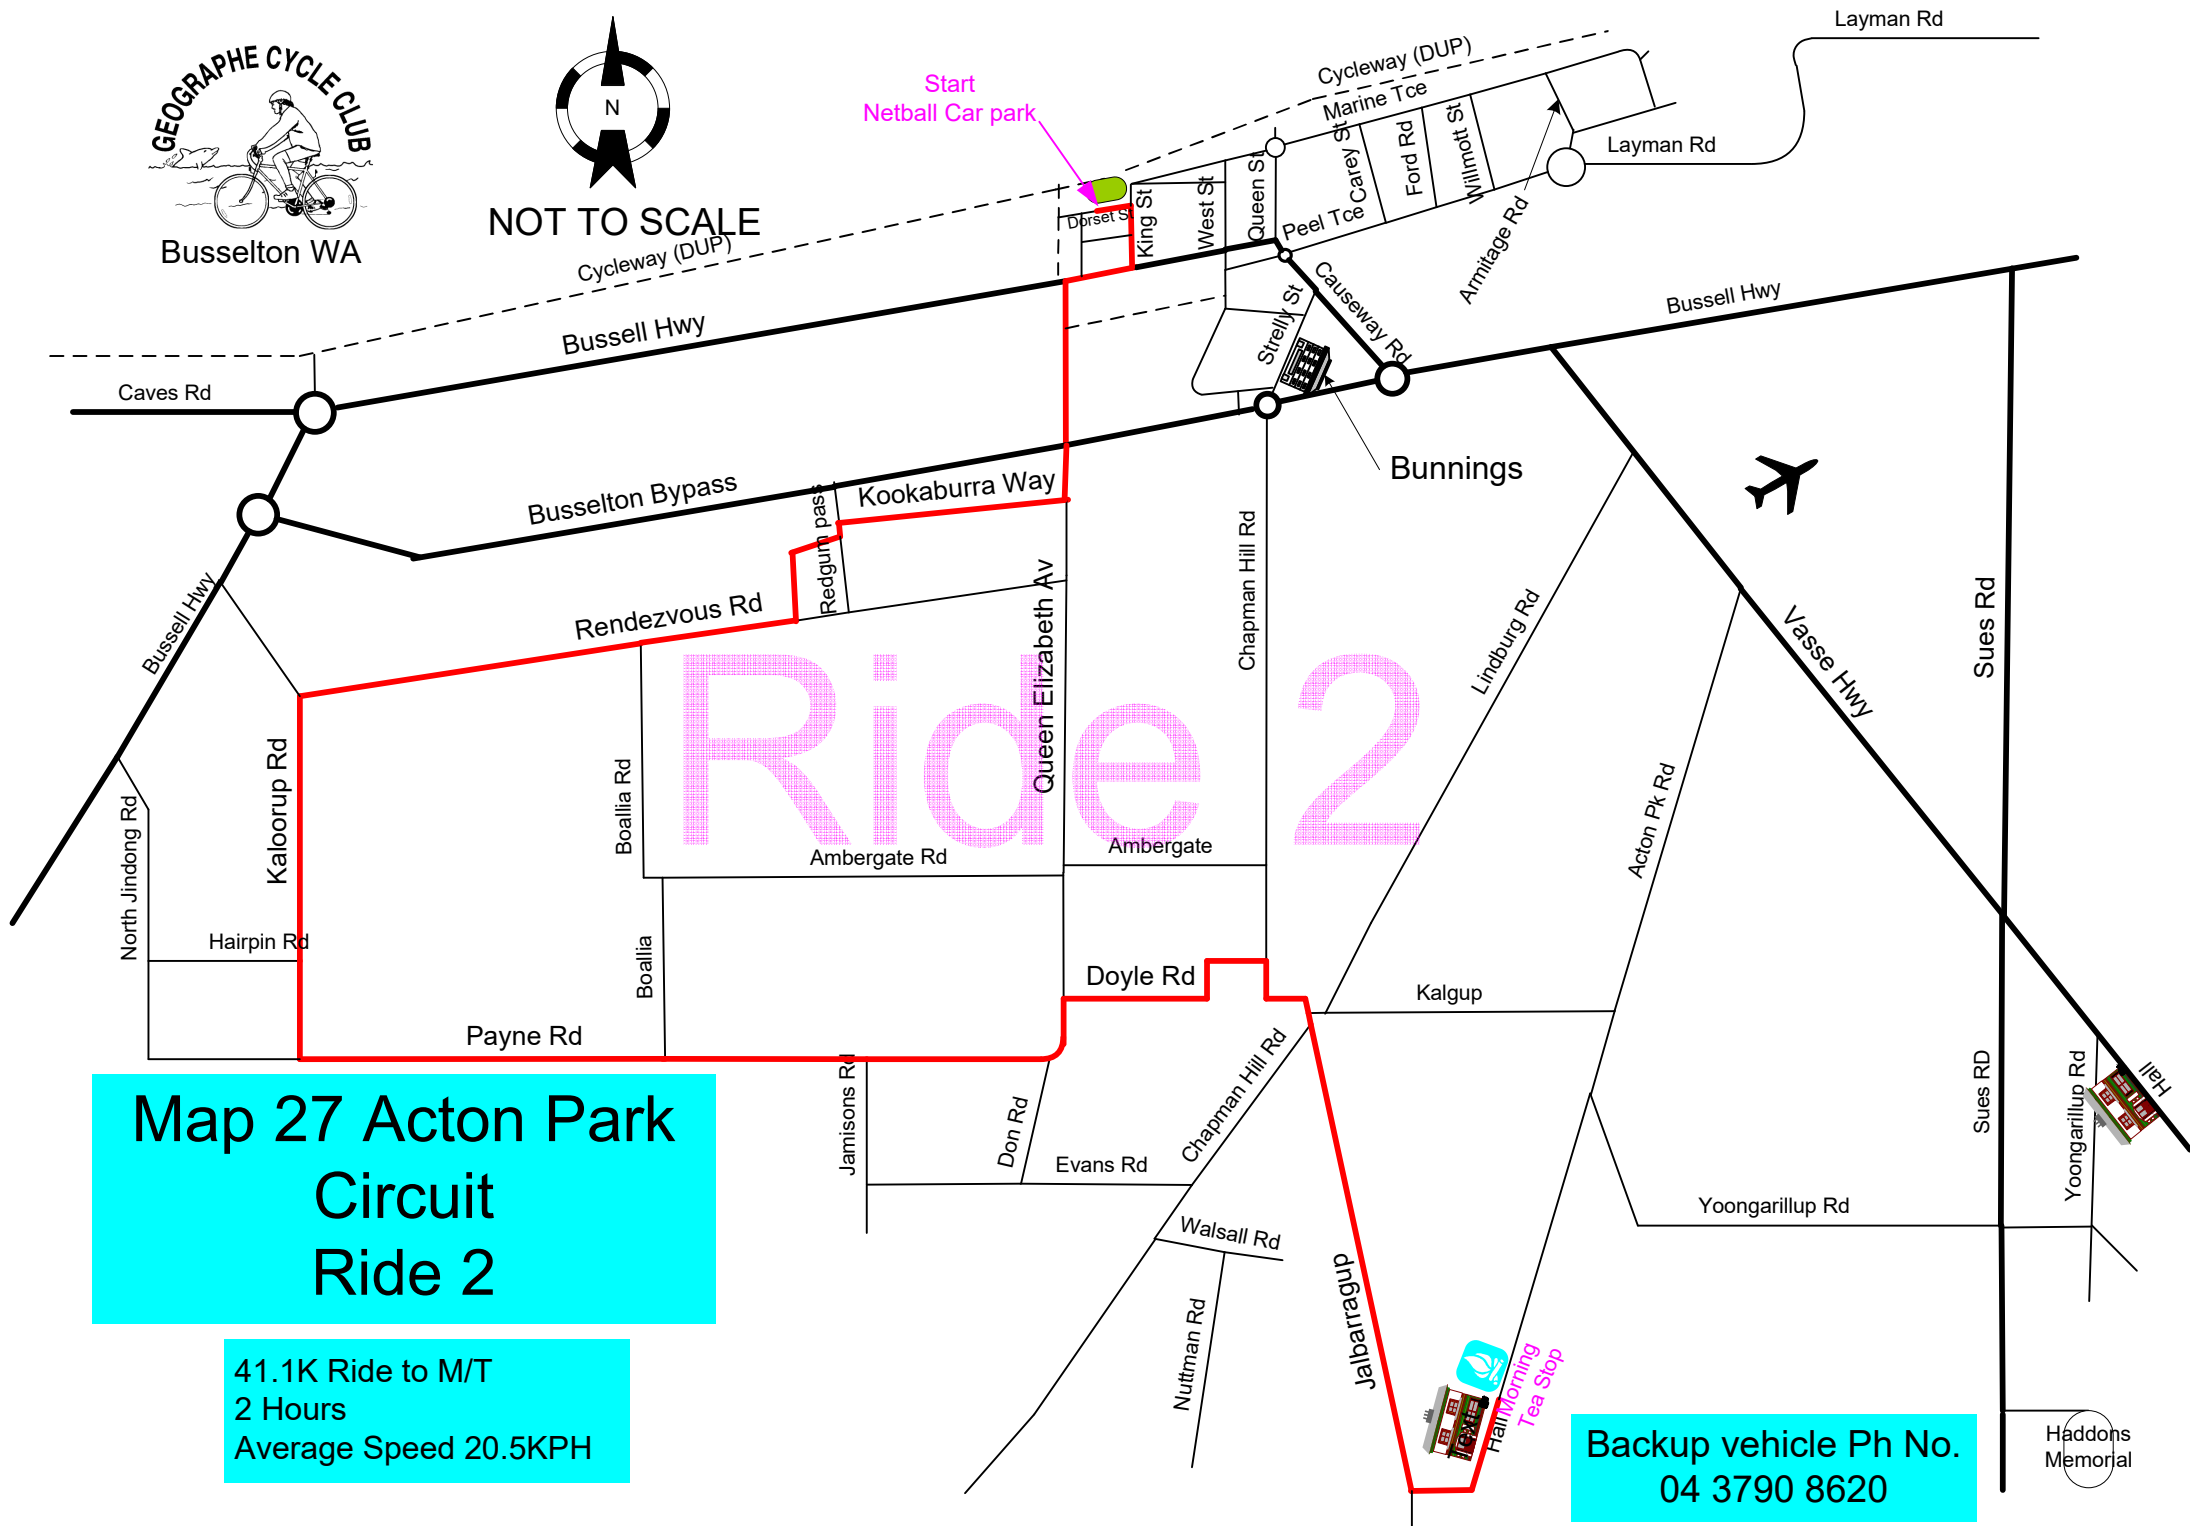 GEOGRAPHE CYCLE CLUB
Busselton WA
N
NOT TO SCALE
Start
Netball Car park
Cycleway (DUP)
Cycleway (DUP)
Layman Rd
Layman Rd
Marine Tce
Carey St
Ford Rd
Willmott St
Armitage Rd
Dorset St
King St
West St
Queen St
Peel Tce
Causeway Rd
Strelly St
Bussell Hwy
Bussell Hwy
Caves Rd
Bunnings
Busselton Bypass
Kookaburra Way
Redgum pass
Rendezvous Rd
Bussell Hwy
Queen Elizabeth Av
Chapman Hill Rd
Lindburg Rd
Vasse Hwy
Sues Rd
Ride 2
Kaloorup Rd
Boallia Rd
Acton Pk Rd
North Jindong Rd
Ambergate Rd
Ambergate
Hairpin Rd
Boallia
Doyle Rd
Kalgup
Payne Rd
Jamisons Rd
Don Rd
Chapman Hill Rd
Evans Rd
Sues RD
Yoongarillup Rd
Hall
Yoongarillup Rd
Walsall Rd
Nuttman Rd
Jalbarragup
Map 27 Acton Park
Circuit
Ride 2
41.1K Ride to M/T
2 Hours
Average Speed 20.5KPH
Text
Hall
Morning
Tea Stop
Backup vehicle Ph No.
04 3790 8620
Haddons
Memorial